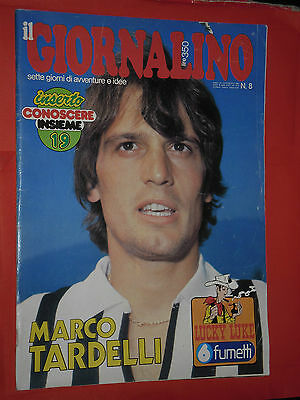 il
GIORNALINO
lire 350
sette giorni di avventure e idee
N. 8
inserto
CONOSCERE
INSIEME
19
MARCO
TARDELLI
LUCKY LUKE
6 fumetti